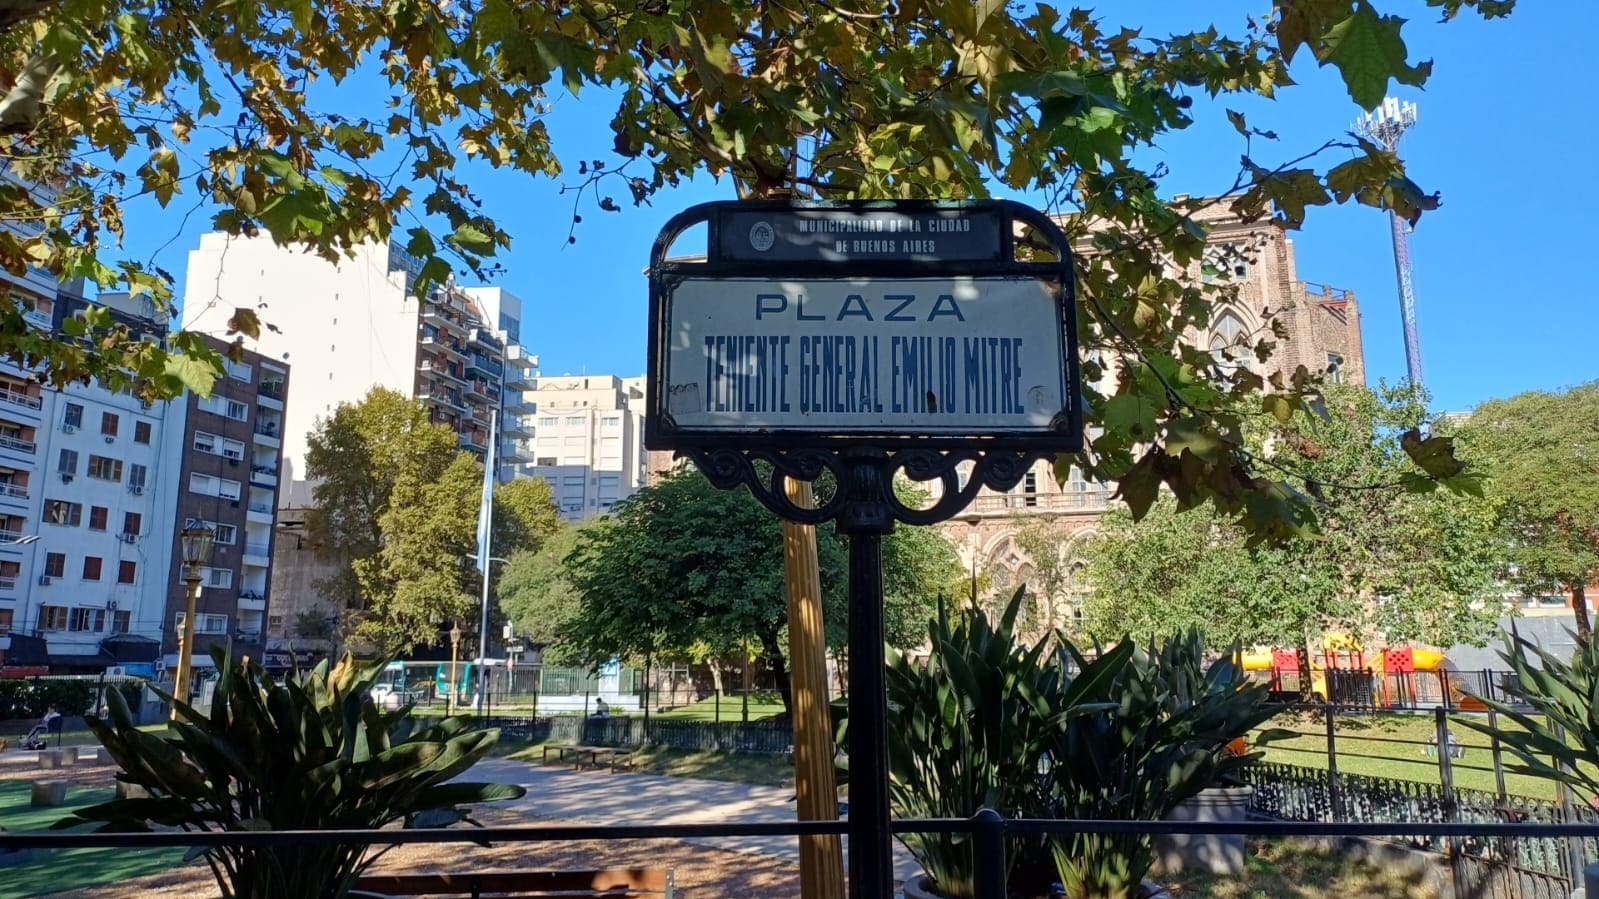 MUNICIPALIDAD DE LA CIUDAD
DE BUENOS AIRES
PLAZA
TENIENTE GENERAL EMILIO MITRE